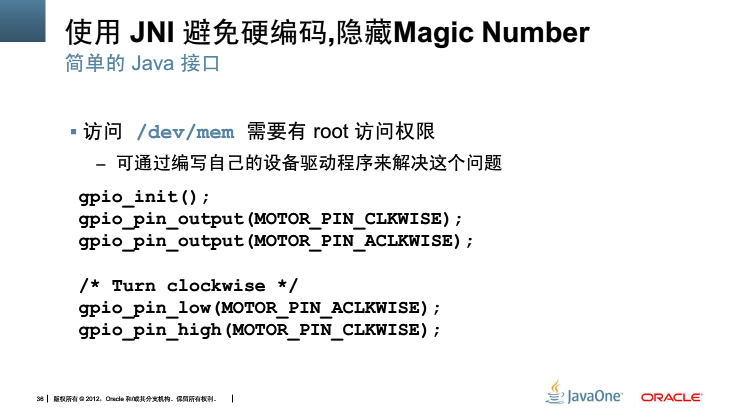 使用 JNI 避免硬编码,隐藏Magic Number
简单的 Java 接口
▪ 访问 /dev/mem 需要有 root 访问权限
– 可通过编写自己的设备驱动程序来解决这个问题
gpio_init();
gpio_pin_output(MOTOR_PIN_CLKWISE);
gpio_pin_output(MOTOR_PIN_ACLKWISE);
/* Turn clockwise */
gpio_pin_low(MOTOR_PIN_ACLKWISE);
gpio_pin_high(MOTOR_PIN_CLKWISE);
36 | 版权所有 © 2012，Oracle 和/或其分支机构。保留所有权利。 |
JavaOne
ORACLE